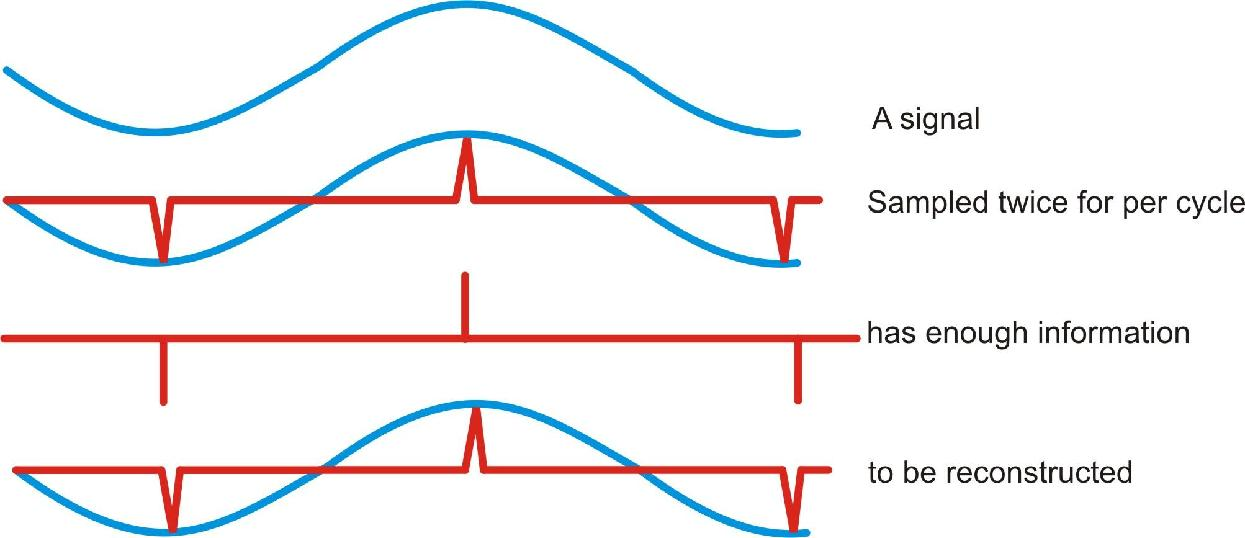 A signal
Sampled twice for per cycle
has enough information
to be reconstructed